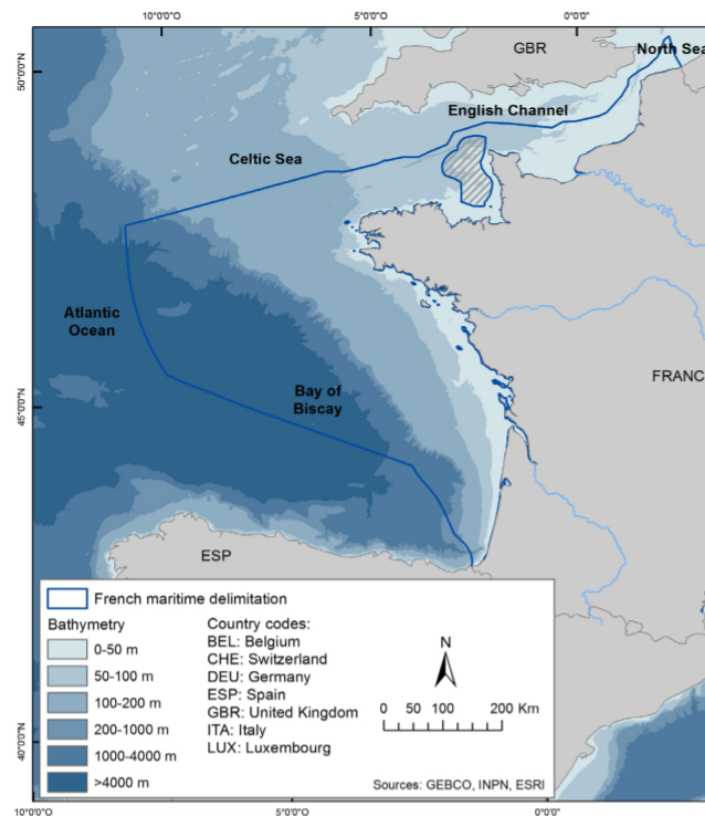 10°0'0"O
5°0'0"O
0°0'0"O
50°0'0"N
GBR
North Sea
English Channel
Celtic Sea
Atlantic
Ocean
Bay of
Biscay
FRANC
45°0'0"N
ESP
French maritime delimitation
Bathymetry
0-50 m
50-100 m
100-200 m
200-1000 m
1000-4000 m
>4000 m
Country codes:
BEL: Belgium
CHE: Switzerland
DEU: Germany
ESP: Spain
GBR: United Kingdom
ITA: Italy
LUX: Luxembourg
N
0 50 100 200 Km
Sources: GEBCO, INPN, ESRI
40°0'0"N
10°0'0"O
5°0'0"O
0°0'0"O